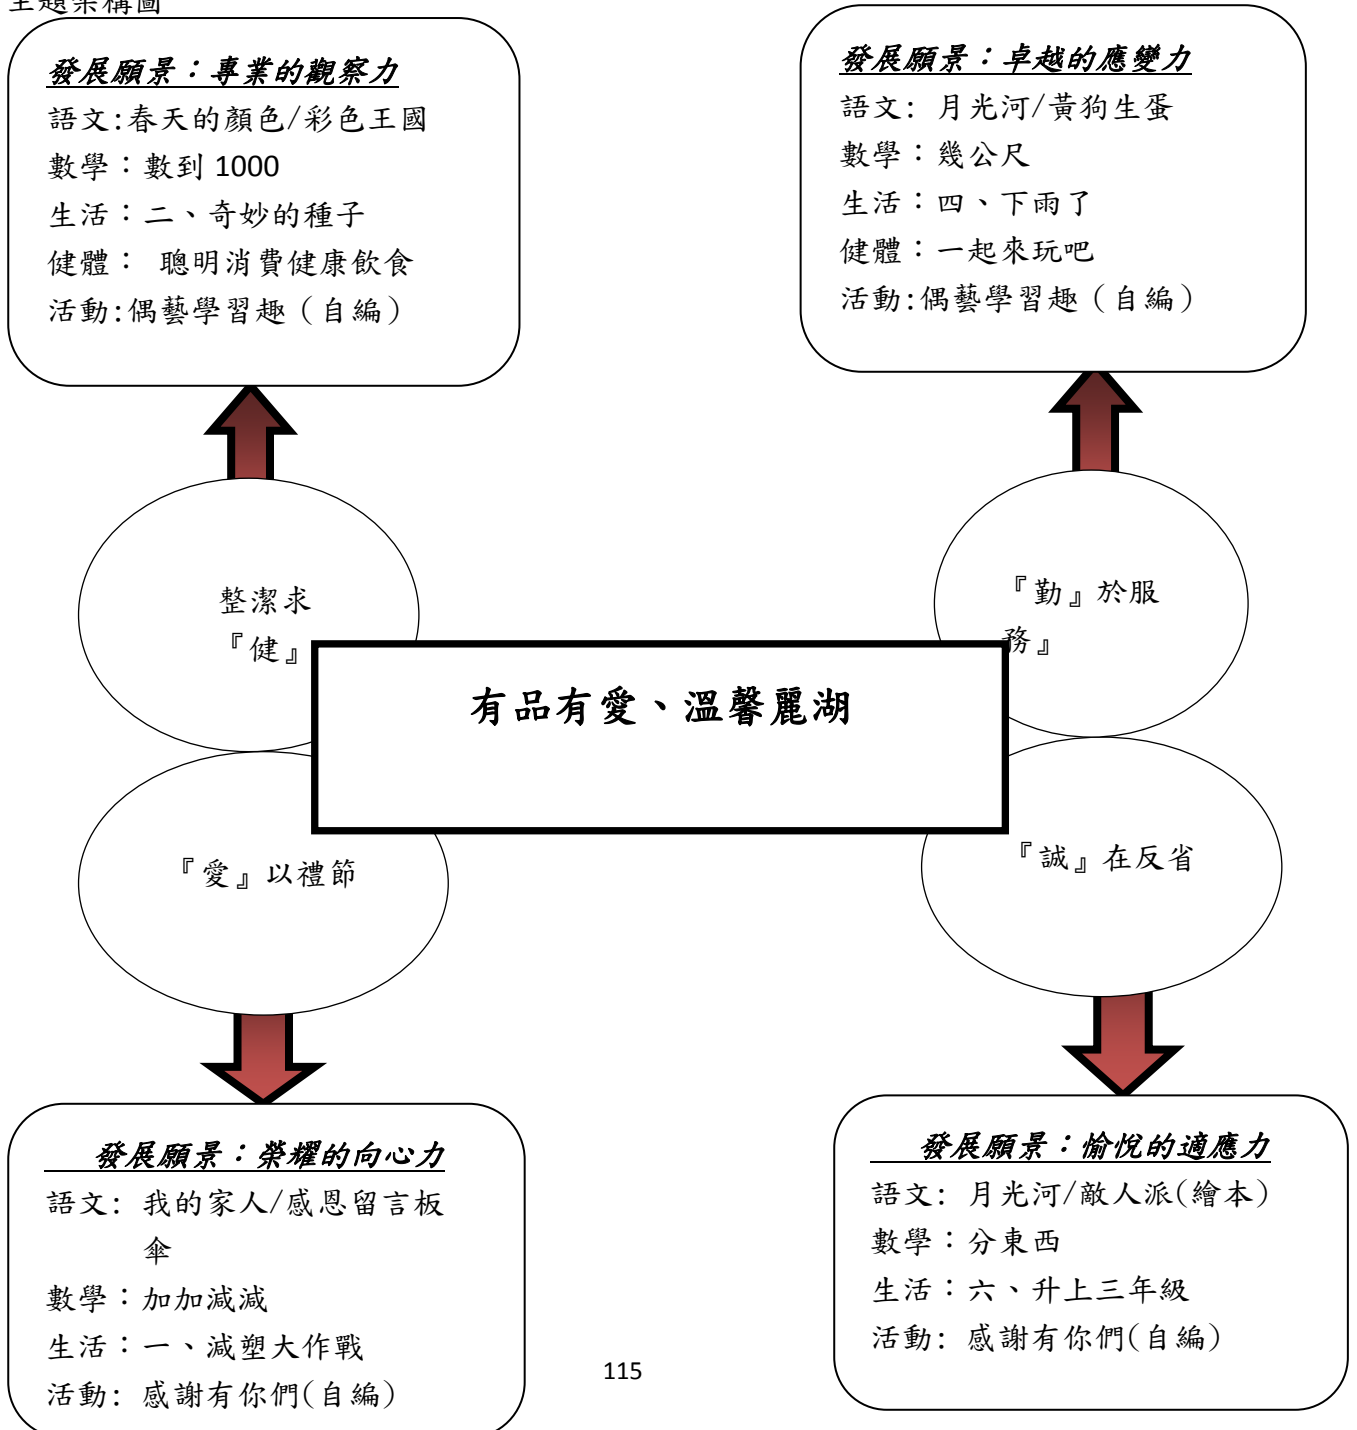 主題架構圖
發展願景：專業的觀察力
語文:春天的顏色/彩色王國
數學：數到 1000
生活：二、奇妙的種子
健體： 聰明消費健康飲食
活動:偶藝學習趣（自編）
發展願景：卓越的應變力
語文: 月光河/黃狗生蛋
數學：幾公尺
生活：四、下雨了
健體：一起來玩吧
活動:偶藝學習趣（自編）
整潔求
『健』
『勤』於服
務』
有品有愛、溫馨麗湖
『愛』以禮節
『誠』在反省
發展願景：榮耀的向心力
語文: 我的家人/感恩留言板
傘
數學：加加減減
生活：一、減塑大作戰
活動: 感謝有你們(自編)
發展願景：愉悅的適應力
語文: 月光河/敵人派(繪本)
數學：分東西
生活：六、升上三年級
活動: 感謝有你們(自編)
115